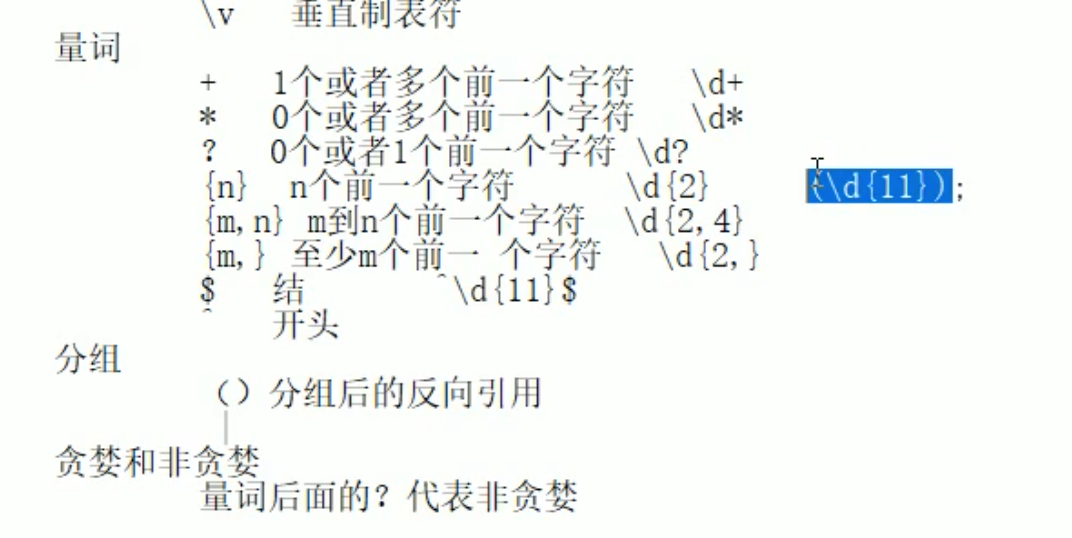 \v 垂直制表符
量词
+ 1个或者多个前一个字符 \d+
* 0个或者多个前一个字符 \d*
? 0个或者1个前一个字符 \d?
{n} n个前一个字符 \d{2} (\d{11});
{m,n} m到n个前一个字符 \d{2,4}
{m,} 至少m个前一 个字符 \d{2,}
$ 结 ^\d{11}$
^ 开头
分组
() 分组后的反向引用
|
贪婪和非贪婪
量词后面的? 代表非贪婪